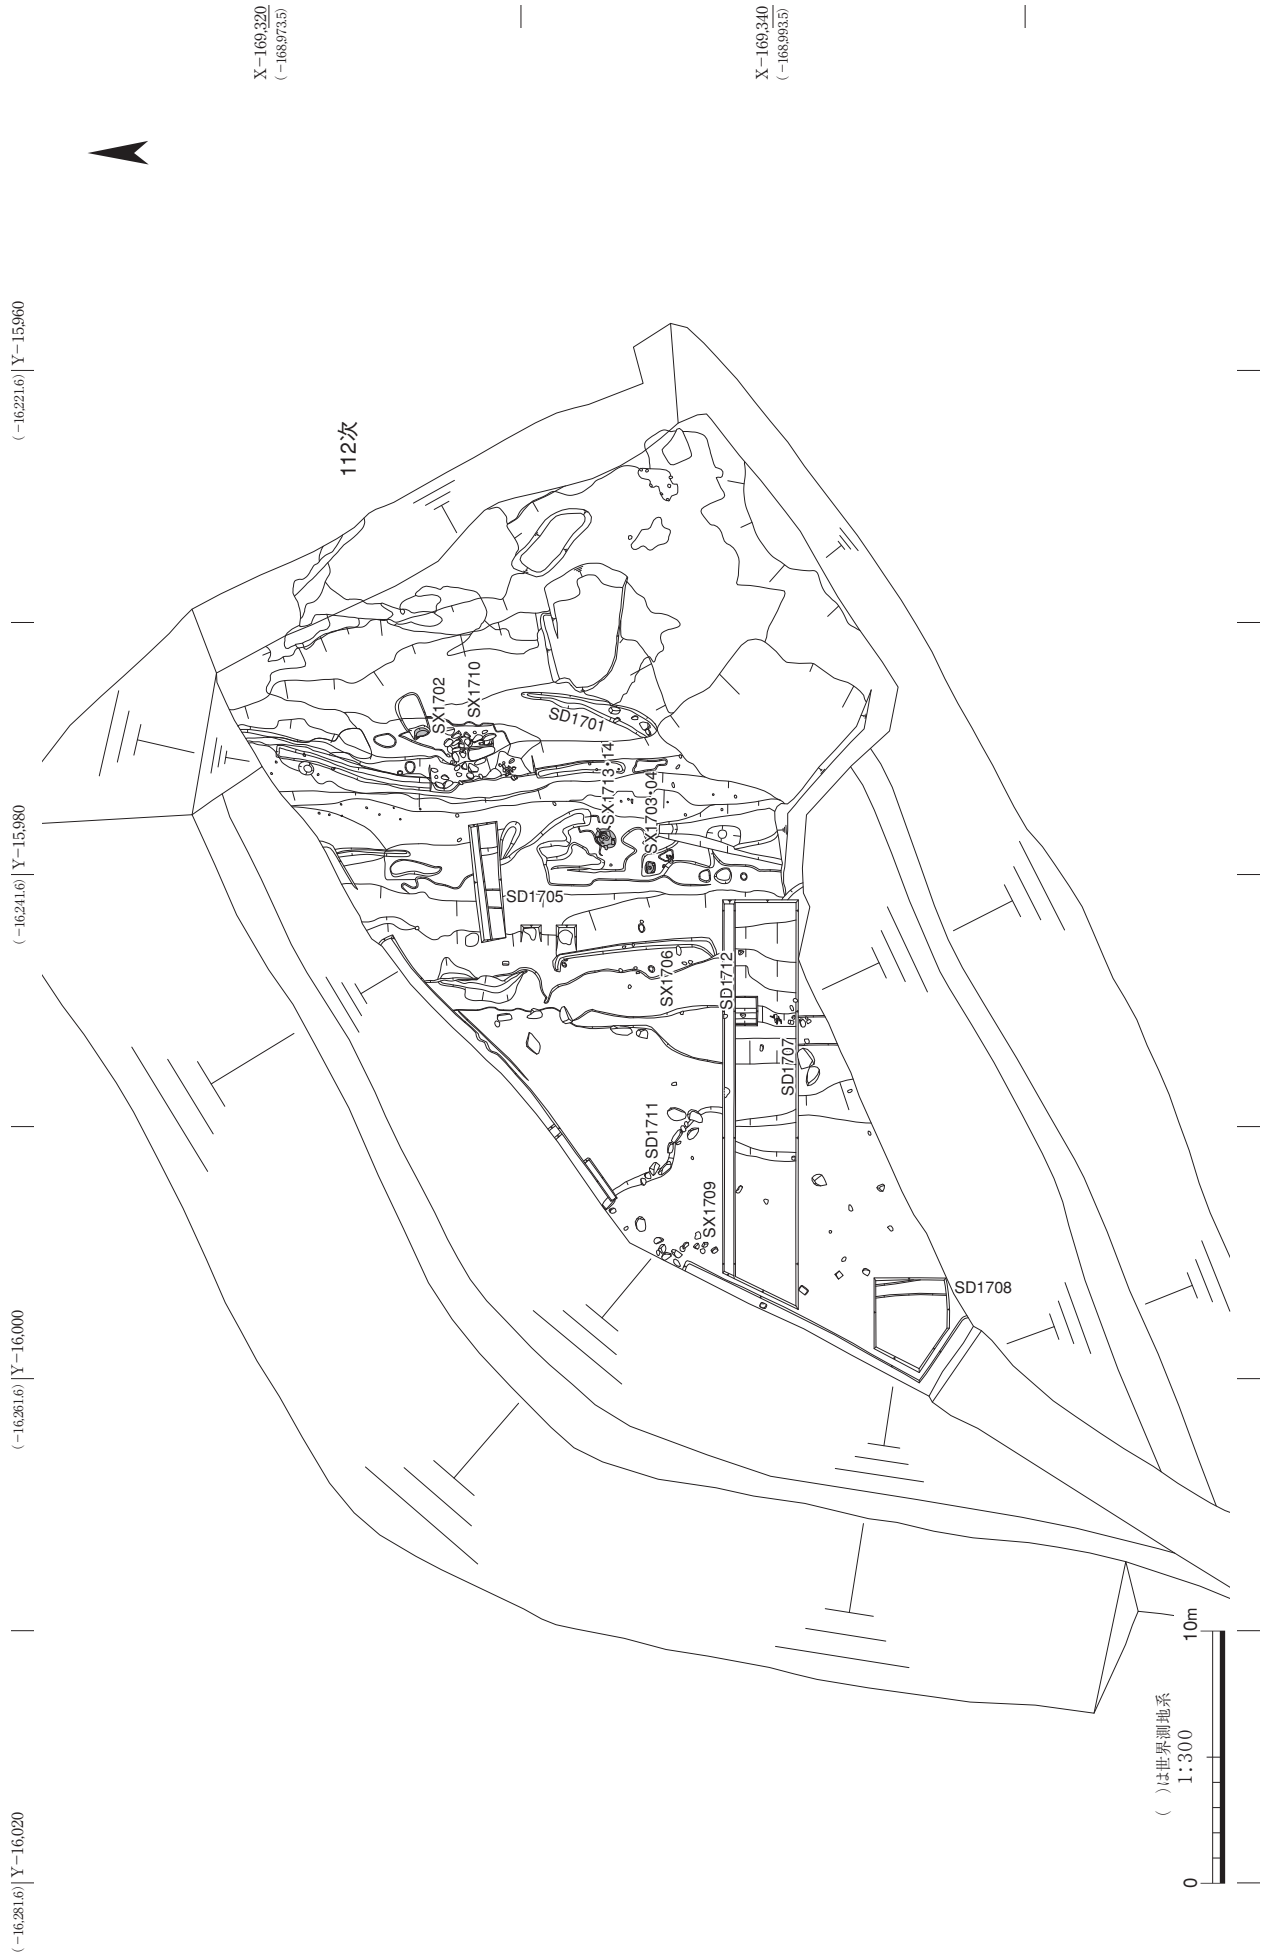 X−169,320
(−168,973.5)
X−169,340
(−168,993.5)
Y−15,960
(−16,221.6)
Y−15,980
(−16,241.6)
Y−16,000
(−16,261.6)
Y−16,020
(−16,281.6)
112次
SX1702
SX1710
SD1701
SX1713·14
SX1703·04
SD1705
SX1706
SD1712
SD1707
SD1711
SX1709
SD1708
( )は世界測地系
1:300
0
10m